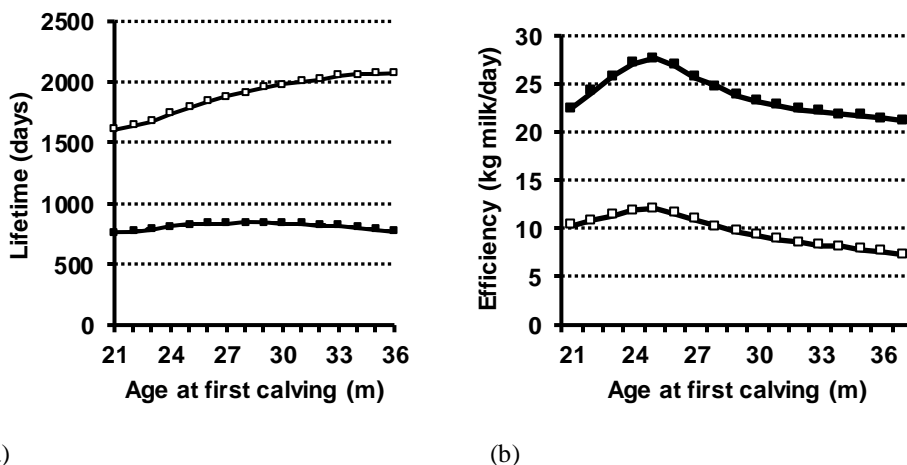 2500
2000
1500
1000
500
0
21 24 27 30 33 36
Lifetime (days)
Age at first calving (m)
30
25
20
15
10
5
0
21 24 27 30 33 36
Efficiency (kg milk/day)
Age at first calving (m)
)
(b)